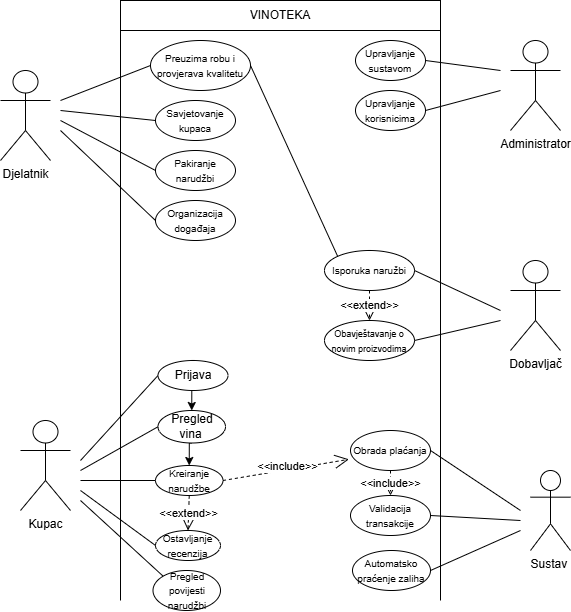 VINOTEKA
Preuzima robu i
provjerava kvalitetu
Savjetovanje
kupaca
Pakiranje
narudžbi
Organizacija
događaja
Djelatnik
Upravljanje
sustavom
Upravljanje
korisnicima
Administrator
Isporuka naružbi
<<extend>>
Obavještavanje o
novim proizvodima
Dobavljač
Prijava
Pregled
vina
Kreiranje
narudžbe
<<extend>>
Ostavljanje
recenzija
Pregled
povijesti
narudžbi
Kupac
<<include>>
Obrada plaćanja
<<include>>
Validacija
transakcije
Automatsko
praćenje zaliha
Sustav